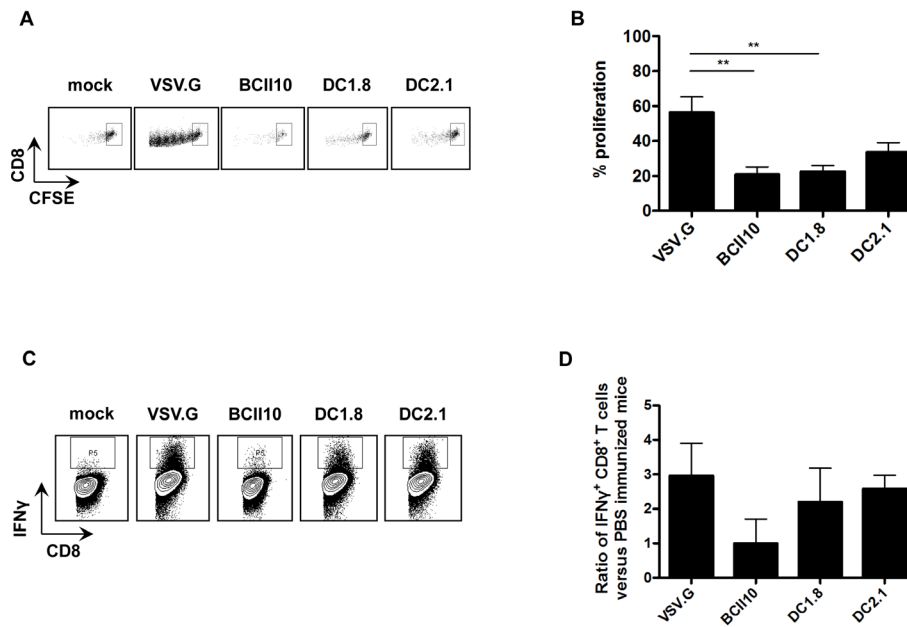 A
mock VSV.G BCII10 DC1.8 DC2.1
CD8
CFSE
B
% proliferation
100
80
60
40
20
0
**
**
VSV.G BCII10 DC1.8 DC2.1
C
mock VSV.G BCII10 DC1.8 DC2.1
P5 P5
IFNγ
CD8
D
Ratio of IFNγ⁺ CD8⁺ T cells
versus PBS immunized mice
5
4
3
2
1
0
VSV.G BCII10 DC1.8 DC2.1